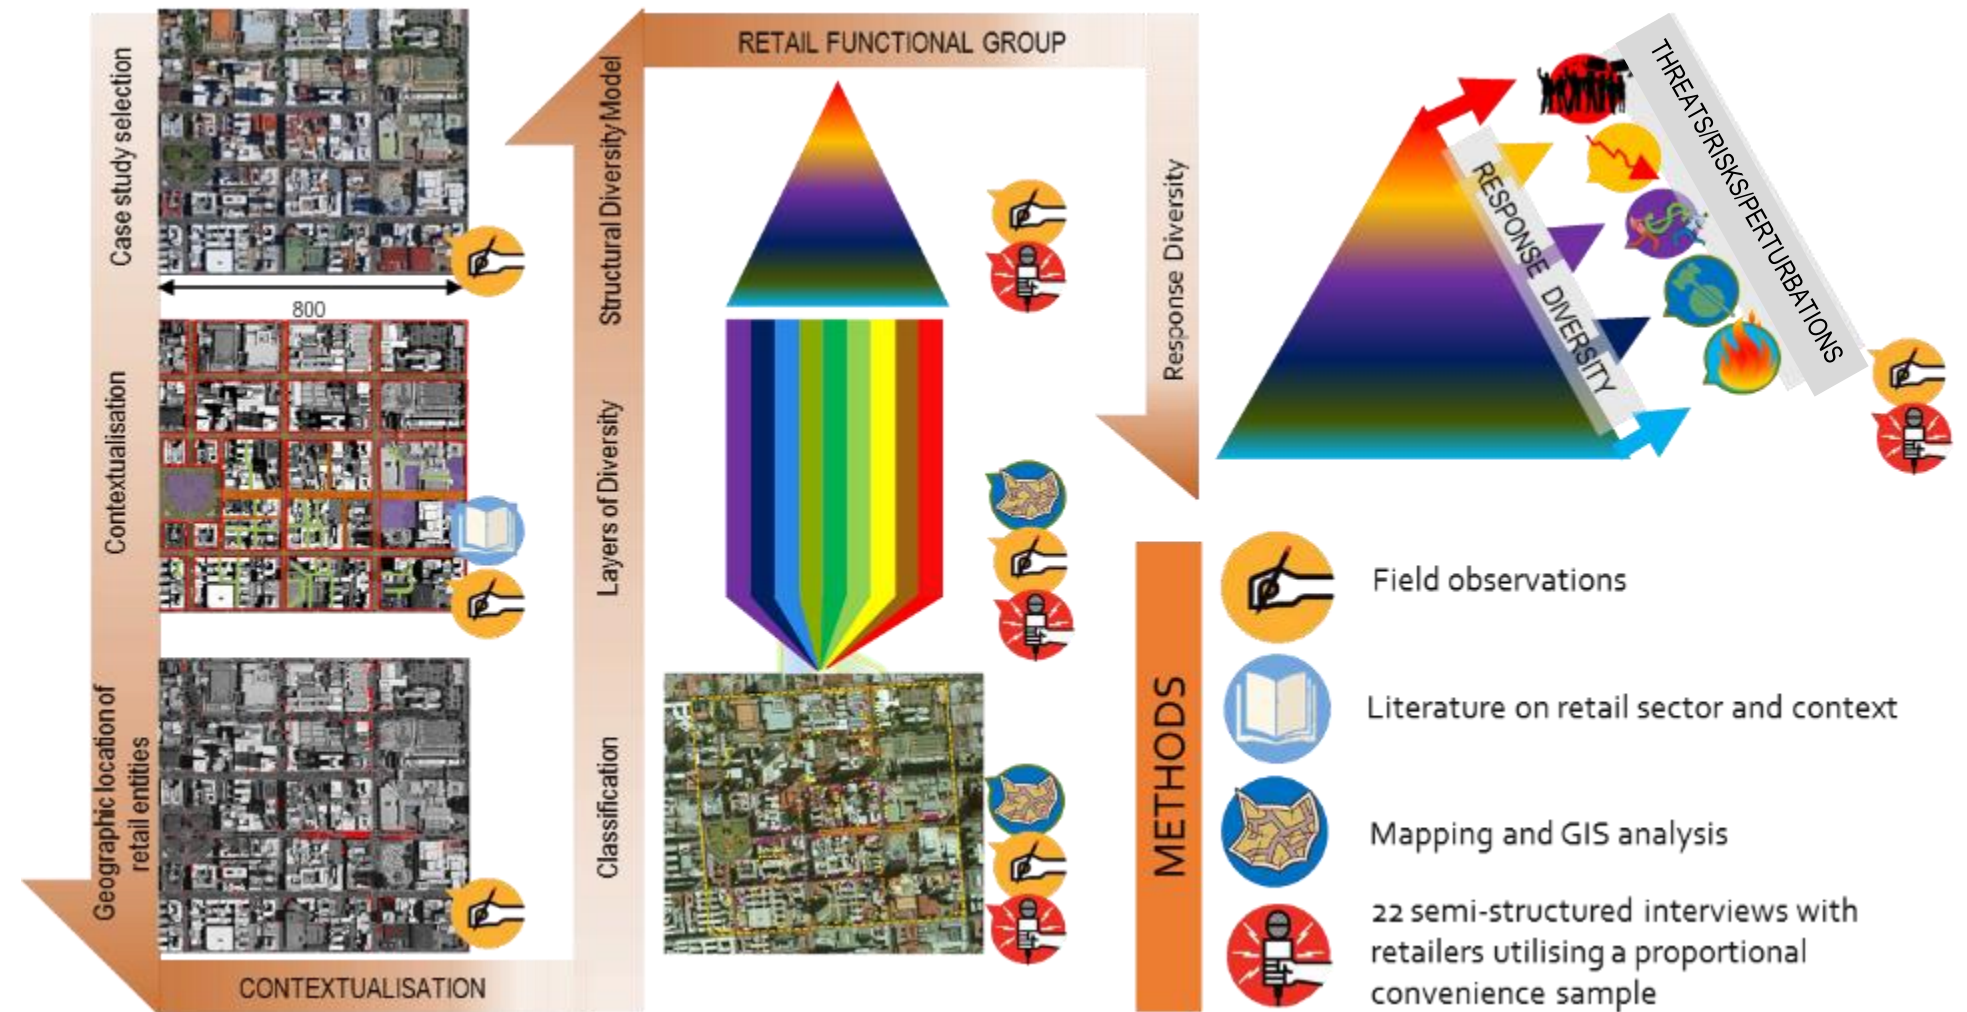 Case study selection
800
Contextualisation
Geographic location of
retail entities
CONTEXTUALISATION
Classification
Layers of Diversity
Structural Diversity Model
RETAIL FUNCTIONAL GROUP
Response Diversity
RESPONSE DIVERSITY
THREATS/RISKS/PERTURBATIONS
METHODS
Field observations
Literature on retail sector and context
Mapping and GIS analysis
22 semi-structured interviews with
retailers utilising a proportional
convenience sample